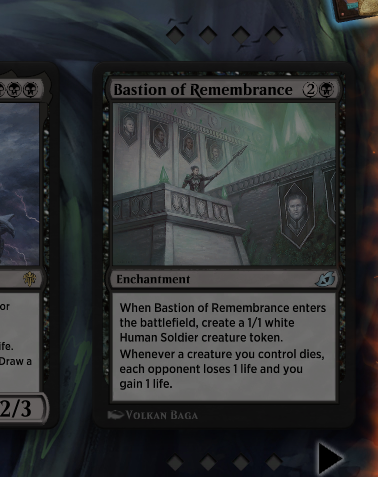 Bastion of Remembrance 2
Enchantment
When Bastion of Remembrance enters
the battlefield, create a 1/1 white
Human Soldier creature token.
Whenever a creature you control dies,
each opponent loses 1 life and you
gain 1 life.
VOLKAN BAGA
or
ife.
Draw a
2/3